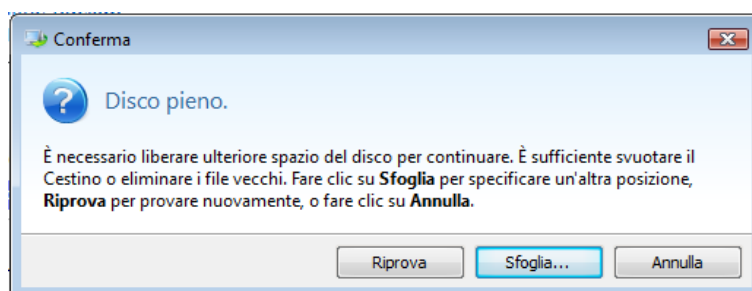 Conferma
Disco pieno.
È necessario liberare ulteriore spazio del disco per continuare. È sufficiente svuotare il
Cestino o eliminare i file vecchi. Fare clic su Sfoglia per specificare un'altra posizione,
Riprova per provare nuovamente, o fare clic su Annulla.
Riprova Sfoglia... Annulla